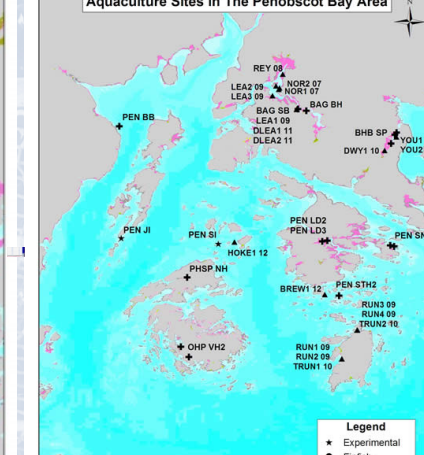 Aquaculture Sites in The Penobscot Bay Area
N
REY 08
LEA2 09
NOR2 07
LEA3 09
NOR1 07
BAG SB
BAG BH
LEA1 09
DLEA1 11
DLEA2 11
PEN BB
BHB SP
YOU1
YOU2
DWY1 10
PEN JI
PEN SI
HOKE1 12
PEN LD2
PEN LD3
PEN SN
PHSP NH
BREW1 12
PEN STH2
RUN3 09
RUN4 09
TRUN2 10
OHP VH2
RUN1 09
RUN2 09
TRUN1 10
Legend
Experimental